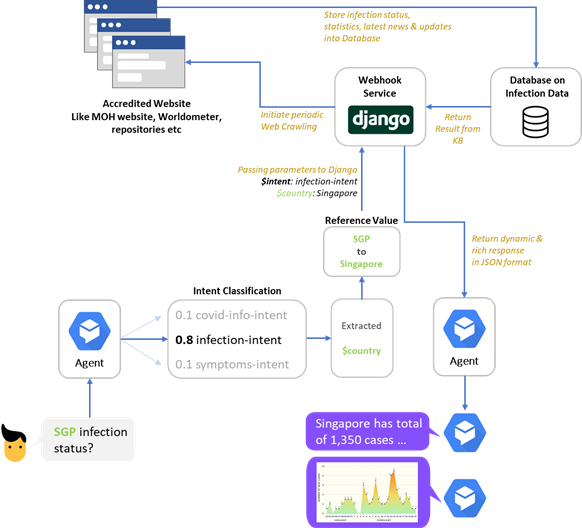 Store infection status,
statistics, latest news & updates
into Database
Accredited Website
Like MOH website, Worldometer,
repositories etc
Initiate periodic
Web Crawling
Webhook
Service
django
Return
Result from
KB
Database on
Infection Data
Passing parameters to Django
$intent: infection-intent
$country: Singapore
Reference Value
SGP
to
Singapore
Return dynamic &
rich response
in JSON format
Intent Classification
0.1 covid-info-intent
0.8 infection-intent
0.1 symptoms-intent
Agent
Extracted
$country
Agent
SGP infection
status?
Singapore has total
of 1,350 cases ...